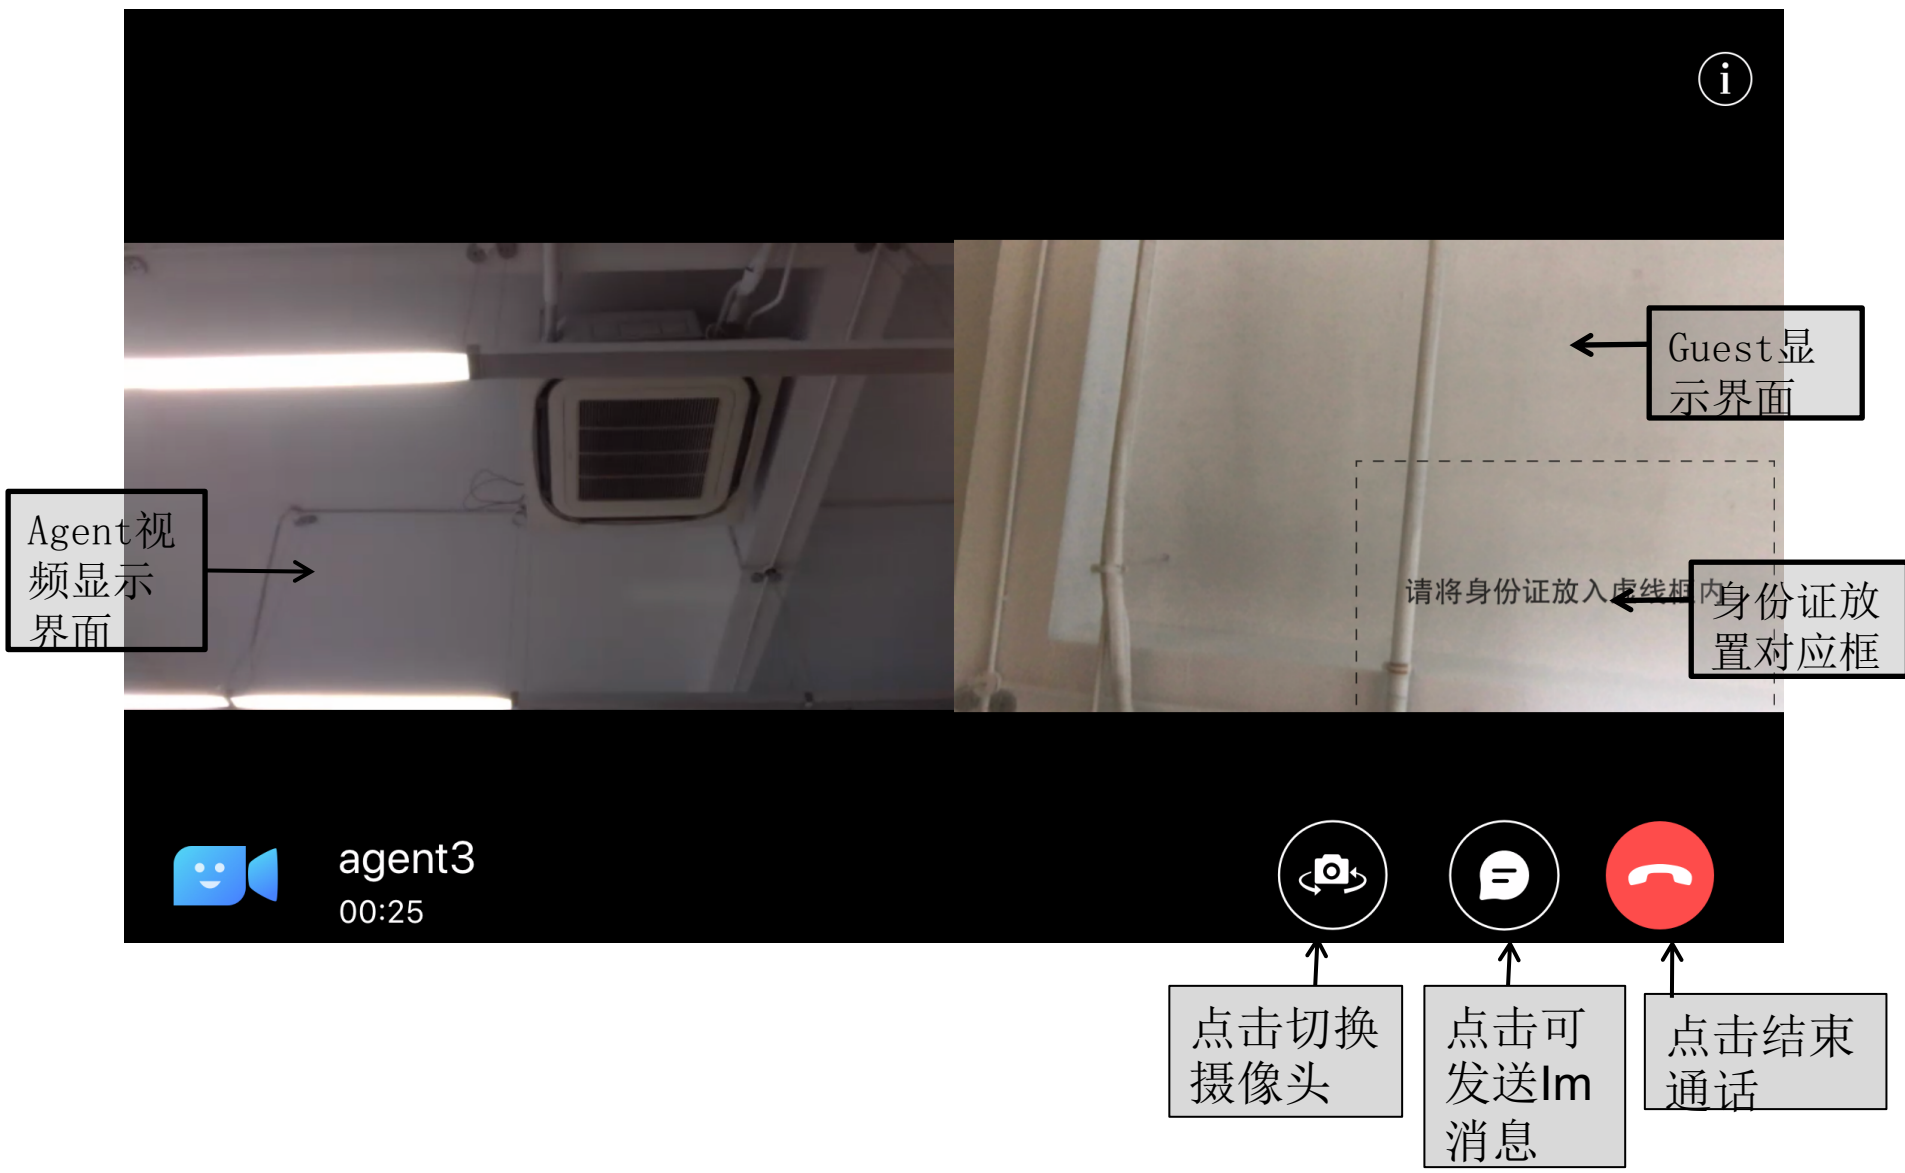 i
Guest显
示界面
Agent视
频显示
界面
请将身份证放入虚线框内
身份证放
置对应框
agent3
00:25
点击切换
摄像头
点击可
发送Im
消息
点击结束
通话